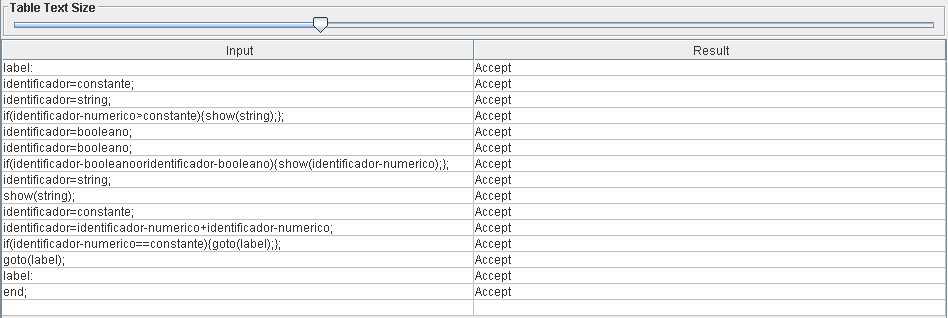 Table Text Size
Input Result
label: Accept
identificador=constante; Accept
identificador=string; Accept
if(identificador-numerico>constante){show(string);}; Accept
identificador=booleano; Accept
identificador=booleano; Accept
if(identificador-booleanooridentificador-booleano){show(identificador-numerico);}; Accept
identificador=string; Accept
show(string); Accept
identificador=constante; Accept
identificador=identificador-numerico+identificador-numerico; Accept
if(identificador-numerico==constante){goto(label);}; Accept
goto(label); Accept
label: Accept
end; Accept